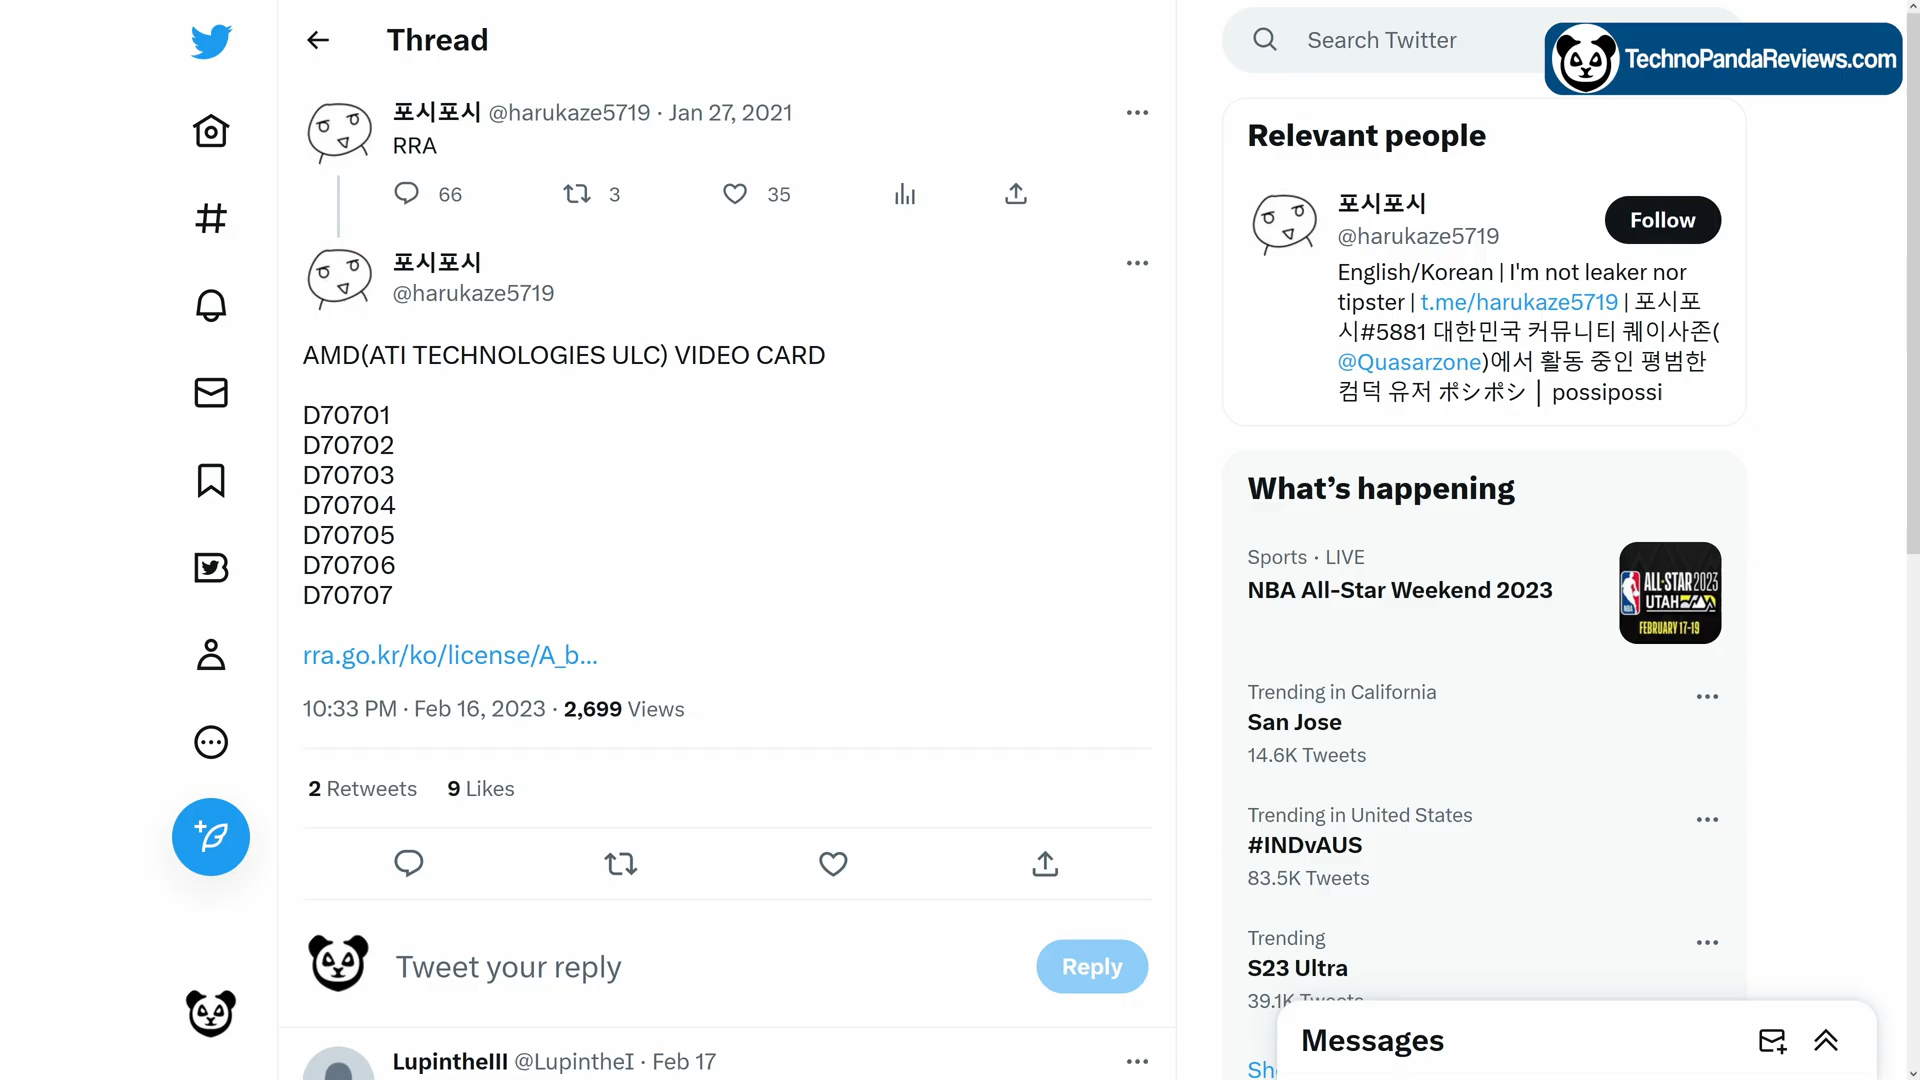 Thread
포시포시 @harukaze5719 · Jan 27, 2021
RRA
66 3 35
포시포시
@harukaze5719
AMD(ATI TECHNOLOGIES ULC) VIDEO CARD
D70701
D70702
D70703
D70704
D70705
D70706
D70707
rra.go.kr/ko/license/A_b...
10:33 PM · Feb 16, 2023 · 2,699 Views
2 Retweets 9 Likes
Tweet your reply
Reply
LupintheIII @LupintheI · Feb 17
Search Twitter
TechnoPandaReviews.com
Relevant people
포시포시
@harukaze5719
Follow
English/Korean | I'm not leaker nor
tipster | t.me/harukaze5719 | 포시포
시#5881 대한민국 커뮤니티 퀘이사존(
@Quasarzone)에서 활동 중인 평범한
컴덕 유저 ポシポシ │ possipossi
What's happening
Sports · LIVE
NBA All-Star Weekend 2023
ALL-STAR 2023
UTAH
FEBRUARY 17-19
Trending in California
San Jose
14.6K Tweets
Trending in United States
#INDvAUS
83.5K Tweets
Trending
S23 Ultra
39.1K Tweets
Messages